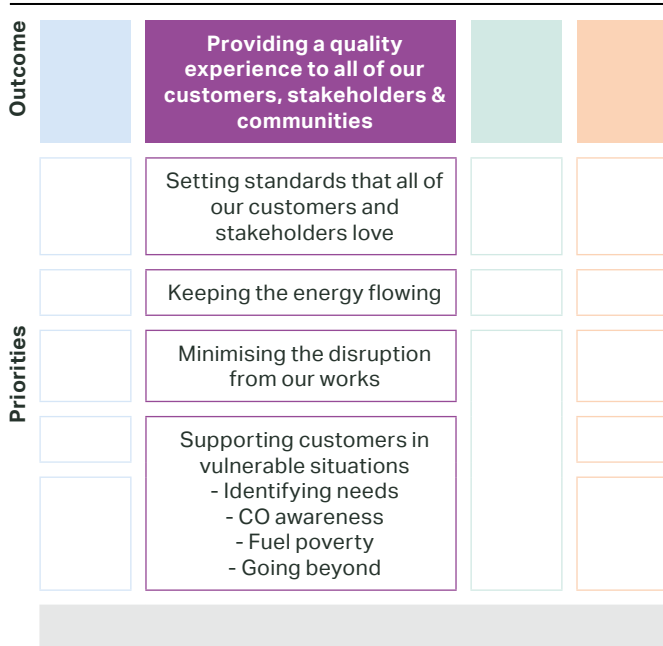 Outcome
Providing a quality
experience to all of our
customers, stakeholders &
communities
Priorities
Setting standards that all of
our customers and
stakeholders love
Keeping the energy flowing
Minimising the disruption
from our works
Supporting customers in
vulnerable situations
- Identifying needs
- CO awareness
- Fuel poverty
- Going beyond